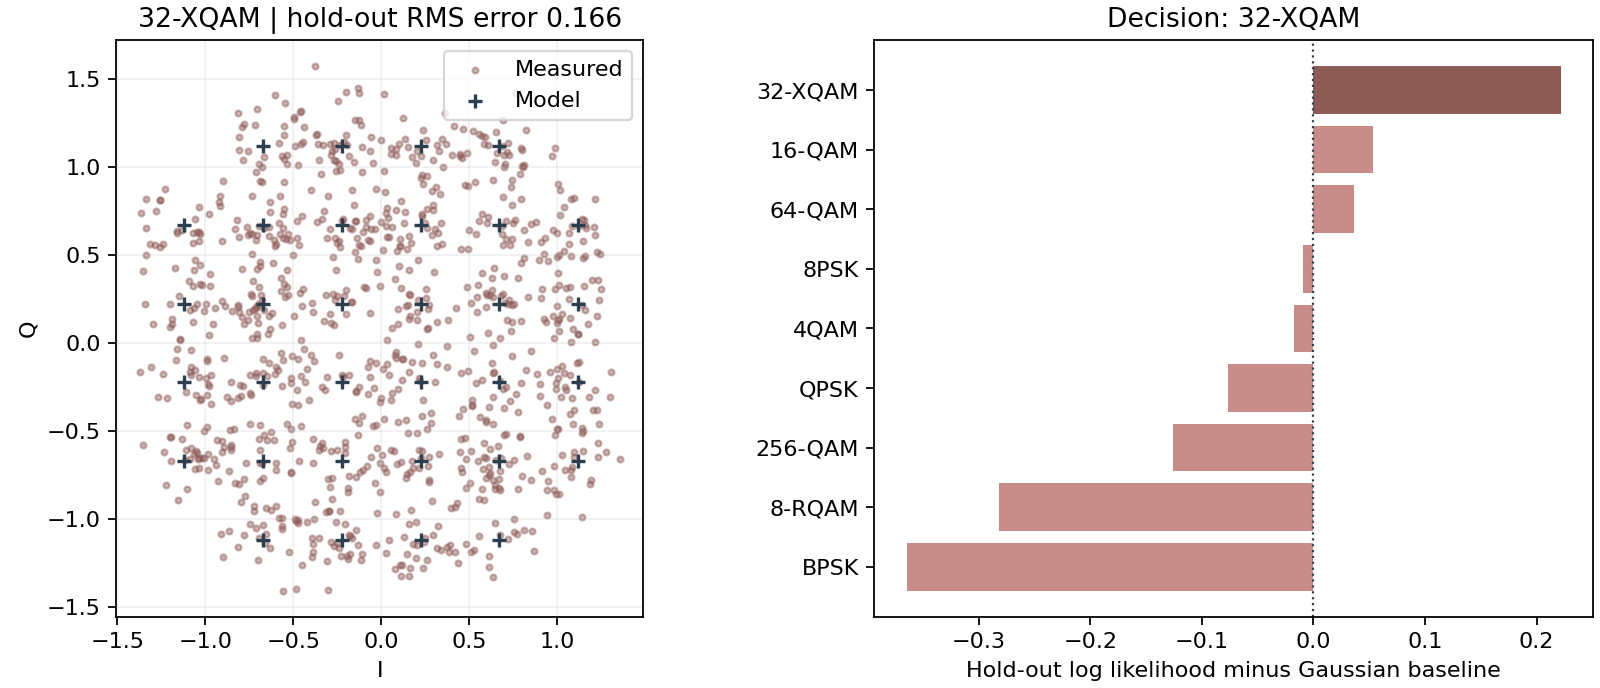 32-XQAM | hold-out RMS error 0.166
Measured
Model
1.5
1.0
0.5
0.0
−0.5
−1.0
−1.5
Q
−1.5 −1.0 −0.5 0.0 0.5 1.0
I
Decision: 32-XQAM
32-XQAM
16-QAM
64-QAM
8PSK
4QAM
QPSK
256-QAM
8-RQAM
BPSK
−0.3 −0.2 −0.1 0.0 0.1 0.2
Hold-out log likelihood minus Gaussian baseline